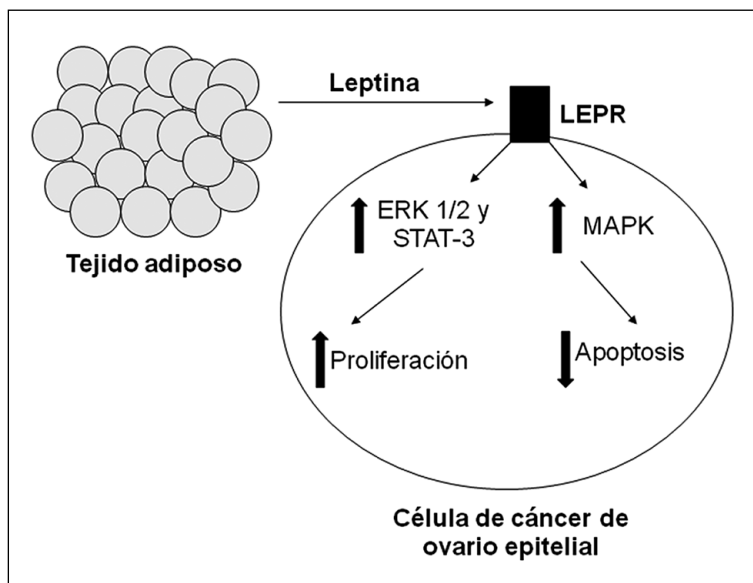 Leptina
LEPR
ERK 1/2 y
STAT-3
MAPK
Tejido adiposo
Proliferación
Apoptosis
Célula de cáncer de
ovario epitelial